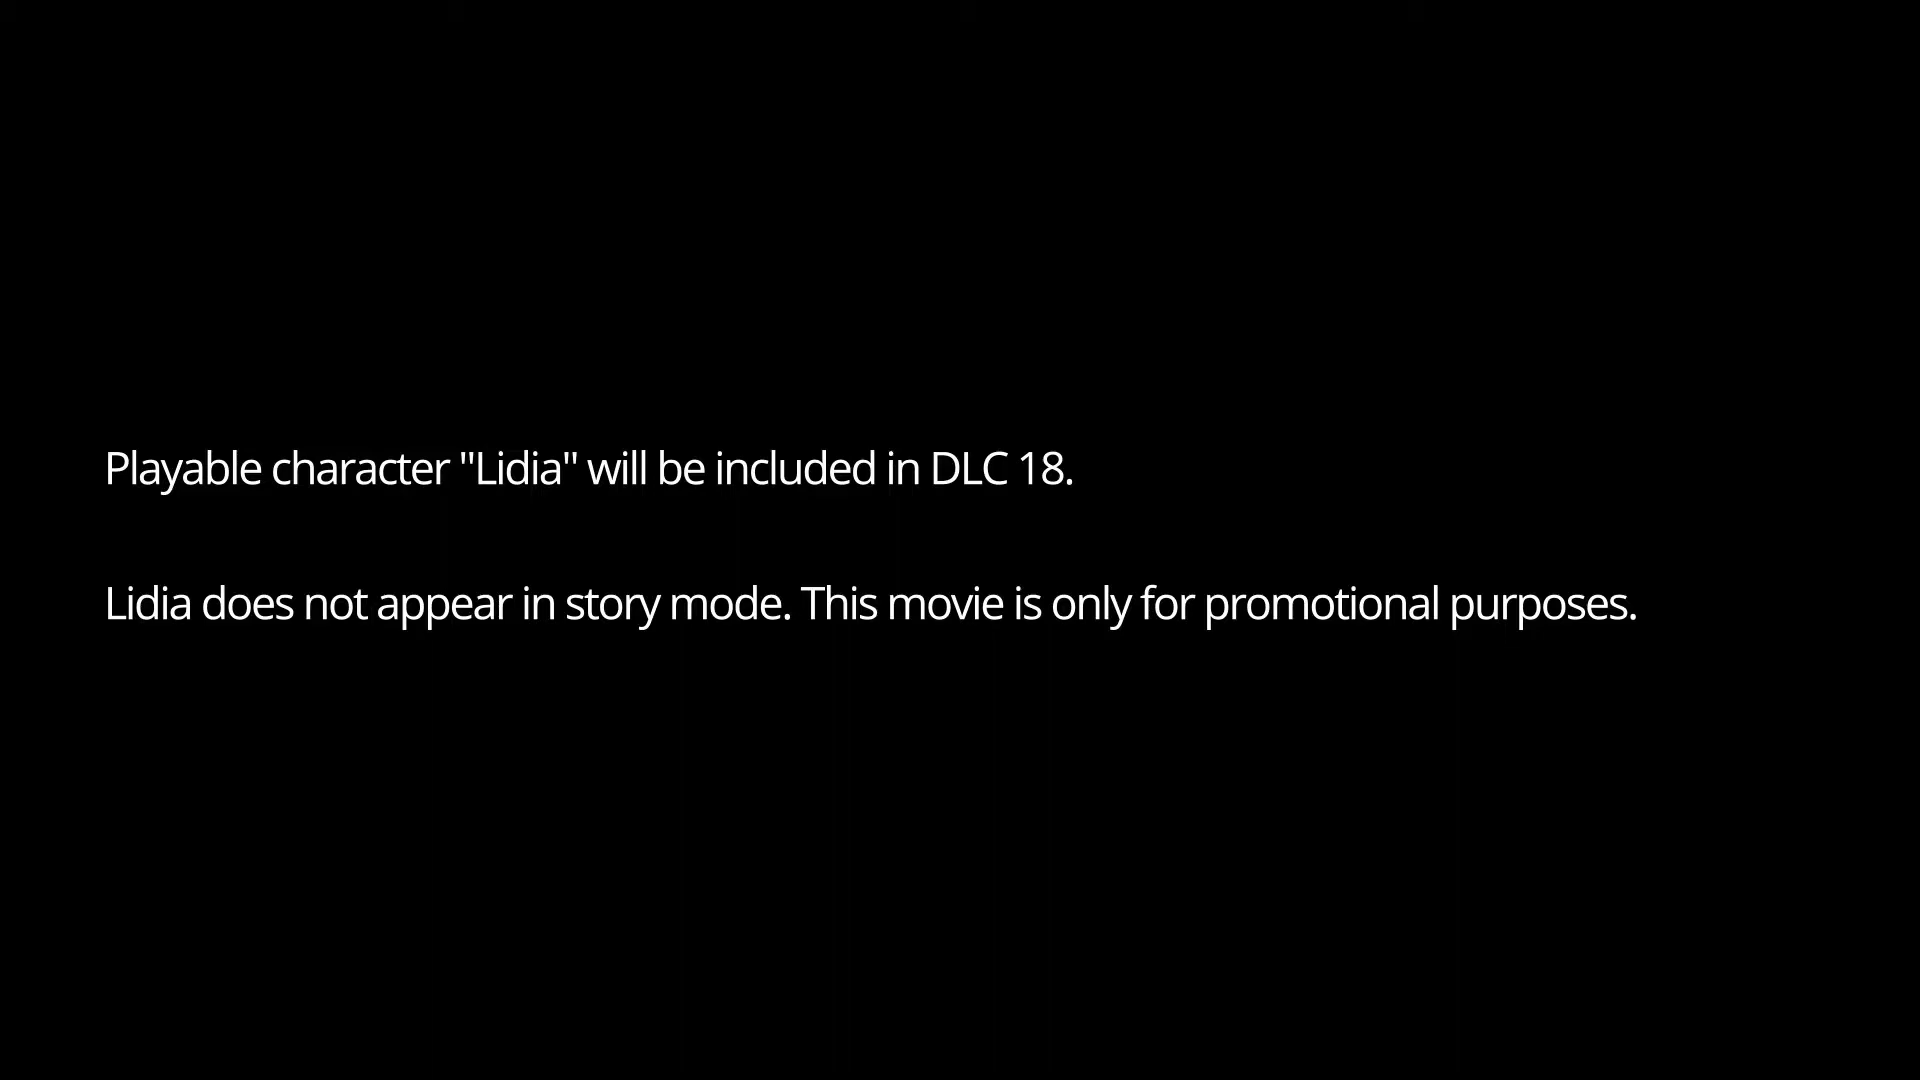 Playable character "Lidia" will be included in DLC 18.
Lidia does not appear in story mode. This movie is only for promotional purposes.